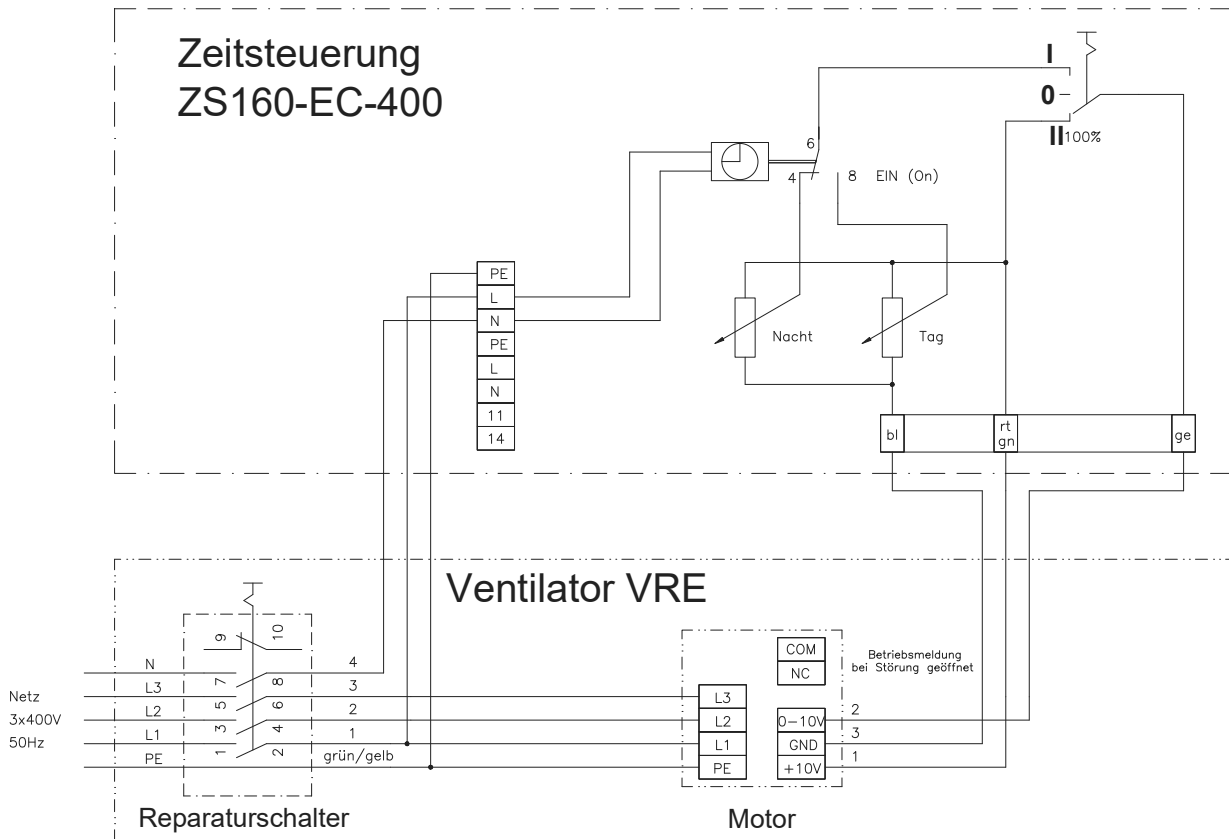 Zeitsteuerung
ZS160-EC-400
I
0
II 100%
6
4
8 EIN (On)
PE
L
N
PE
L
N
11
14
Nacht
Tag
bl
rt
gn
ge
Ventilator VRE
9
10
N
7
8
4
L3
5
6
3
L2
3
4
2
L1
1
2
1
PE
grün/gelb
Netz
3x400V
50Hz
Reparaturschalter
COM
NC
Betriebsmeldung
bei Störung geöffnet
L3
L2
L1
PE
0-10V
2
GND
3
+10V
1
Motor